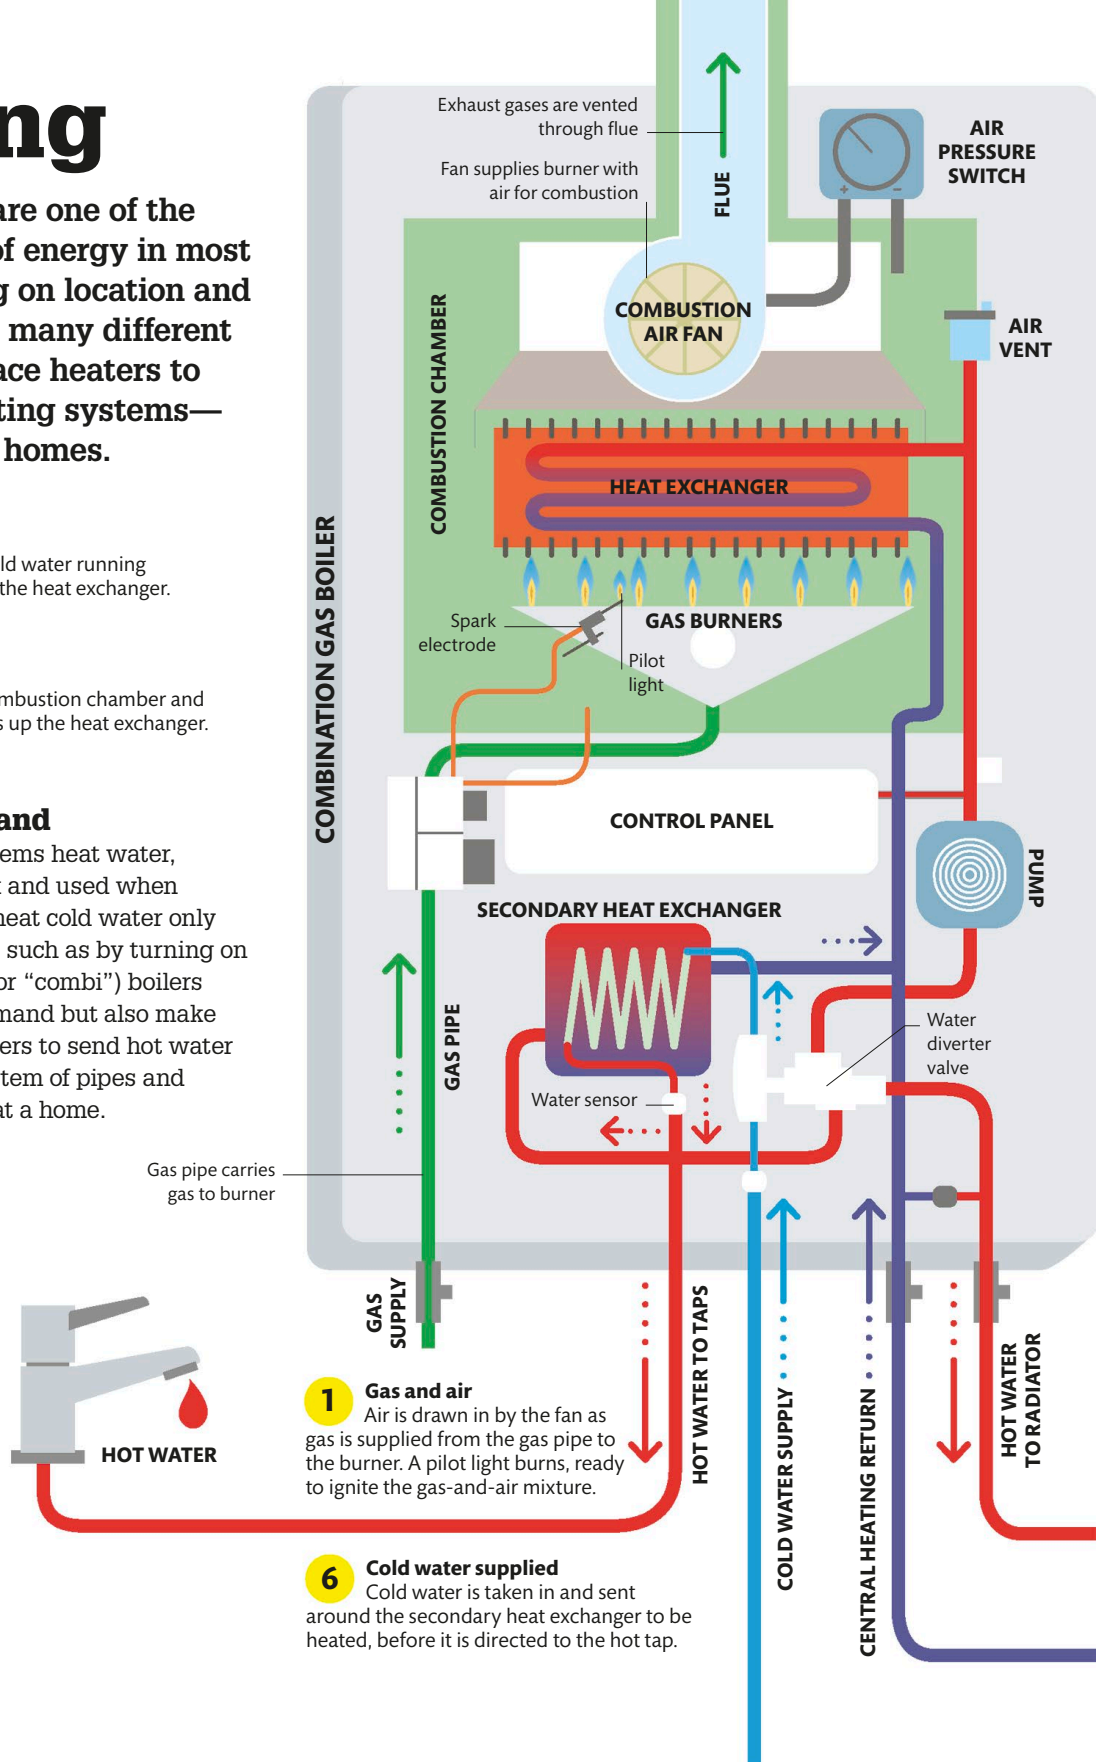 ng
are one of the
of energy in most
g on location and
many different
ace heaters to
ting systems—
homes.
ld water running
the heat exchanger.
mbustion chamber and
s up the heat exchanger.
and
ems heat water,
and used when
heat cold water only
such as by turning on
or “combi”) boilers
mand but also make
ers to send hot water
tem of pipes and
at a home.
Gas pipe carries
gas to burner
HOT WATER
COMBINATION GAS BOILER
Exhaust gases are vented
through flue
Fan supplies burner with
air for combustion
FLUE
AIR
PRESSURE
SWITCH
+ −
COMBUSTION CHAMBER
COMBUSTION
AIR FAN
AIR
VENT
HEAT EXCHANGER
Spark
electrode
GAS BURNERS
Pilot
light
CONTROL PANEL
PUMP
SECONDARY HEAT EXCHANGER
GAS PIPE
Water
diverter
valve
Water sensor
GAS
SUPPLY
HOT WATER TO TAPS
COLD WATER SUPPLY
CENTRAL HEATING RETURN
HOT WATER
TO RADIATOR
1 Gas and air
Air is drawn in by the fan as
gas is supplied from the gas pipe to
the burner. A pilot light burns, ready
to ignite the gas-and-air mixture.
6 Cold water supplied
Cold water is taken in and sent
around the secondary heat exchanger to be
heated, before it is directed to the hot tap.